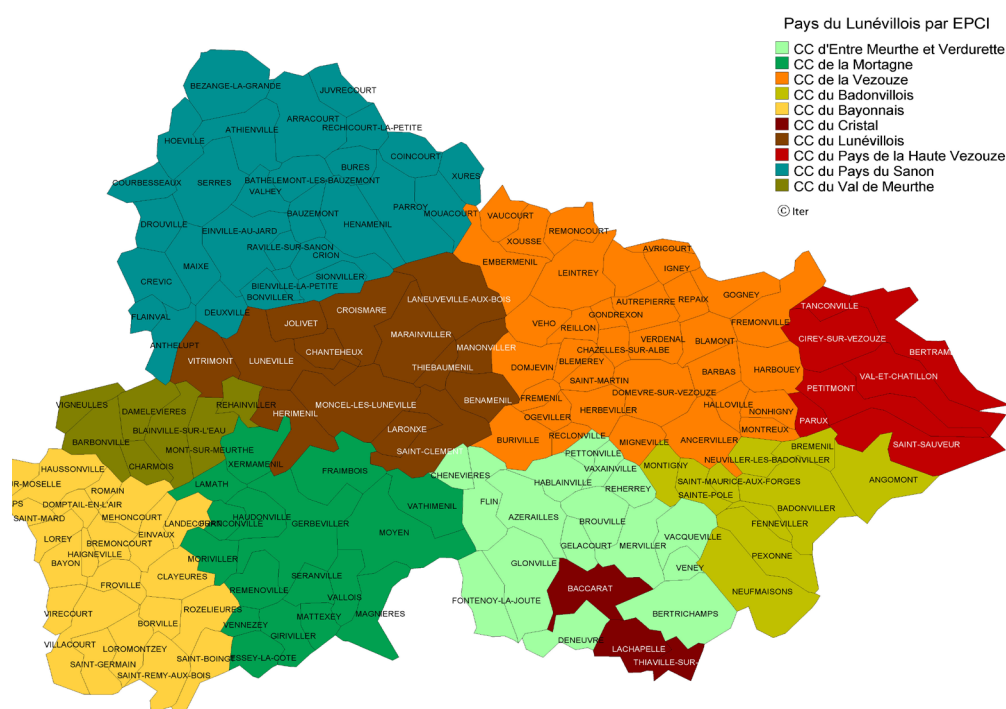 Pays du Lunévillois par EPCI
CC d'Entre Meurthe et Verdurette
CC de la Mortagne
CC de la Vezouze
CC du Badonvillois
CC du Bayonnais
CC du Cristal
CC du Lunévillois
CC du Pays de la Haute Vezouze
CC du Pays du Sanon
CC du Val de Meurthe
© Iter
BEZANGE-LA-GRANDE
JUVRECOURT
ARRACOURT
ATHIENVILLE
RECHICOURT-LA-PETITE
HOEVILLE
COINCOURT
BURES
XURES
COURBESSEAUX
SERRES
BATHELEMONT-LES-BAUZEMONT
VALHEY
PARROY
MOUACOURT
BAUZEMONT
DROUVILLE
HENAMENIL
EINVILLE-AU-JARD
RAVILLE-SUR-SANON
CRION
MAIXE
SIONVILLER
CREVIC
BIENVILLE-LA-PETITE
BONVILLER
DEUXVILLE
FLAINVAL
ANTHELUPT
VAUCOURT
REMONCOURT
XOUSSE
AVRICOURT
EMBERMENIL
IGNEY
LEINTREY
GOGNEY
AUTREPIERRE
REPAIX
GONDREXON
FREMONVILLE
VEHO
REILLON
VERDENAL
BLAMONT
CHAZELLES-SUR-ALBE
BLEMEREY
DOMJEVIN
HARBOUEY
BARBAS
SAINT-MARTIN
DOMEVRE-SUR-VEZOUZE
FREMENIL
HALLOVILLE
HERBEVILLER
NONHIGNY
OGEVILLER
MONTREUX
BURIVILLE
RECLONVILLE
MIGNEVILLE
ANCERVILLER
TANCONVILLE
CIREY-SUR-VEZOUZE
BERTRAM
VAL-ET-CHATILLON
PETITMONT
PARUX
SAINT-SAUVEUR
LANEUVEVILLE-AUX-BOIS
CROISMARE
JOLIVET
MARAINVILLER
MANONVILLER
CHANTEHEUX
VITRIMONT
LUNEVILLE
THIEBAUMENIL
BENAMENIL
MONCEL-LES-LUNEVILLE
HERIMENIL
LARONXE
SAINT-CLEMENT
REHAINVILLER
VIGNEULLES
DAMELEVIERES
BLAINVILLE-SUR-L'EAU
BARBONVILLE
MONT-SUR-MEURTHE
CHARMOIS
BREMENIL
NEUVILLER-LES-BADONVILLER
MONTIGNY
ANGOMONT
SAINT-MAURICE-AUX-FORGES
SAINTE-POLE
BADONVILLER
FENNEVILLER
PEXONNE
NEUFMAISONS
PETTONVILLE
VAXAINVILLE
CHENEVIERES
HABLAINVILLE
REHERREY
FLIN
AZERAILLES
BROUVILLE
VACQUEVILLE
GELACOURT
MERVILLER
GLONVILLE
VENEY
FONTENOY-LA-JOUTE
BERTRICHAMPS
DENEUVRE
BACCARAT
LACHAPELLE
THIAVILLE-SUR-
XERMAMENIL
FRAIMBOIS
LAMATH
VATHIMENIL
HAUDONVILLE
FRANCONVILLE
GERBEVILLER
MOYEN
MORIVILLER
SERANVILLE
REMENOVILLE
VALLOIS
MAGNIERES
MATTEXEY
VENNEZEY
GIRIVILLER
ESSEY-LA-COTE
HAUSSONVILLE
UR-MOSELLE
ROMAIN
PS
DOMPTAIL-EN-L'AIR
MEHONCOURT
SAINT-MARD
LANDECOURT
EINVAUX
LOREY
BREMONCOURT
HAIGNEVILLE
BAYON
CLAYEURES
FROVILLE
ROZELIEURES
VIRECOURT
BORVILLE
VILLACOURT
LOROMONTZEY
SAINT-BOINGT
SAINT-GERMAIN
SAINT-REMY-AUX-BOIS